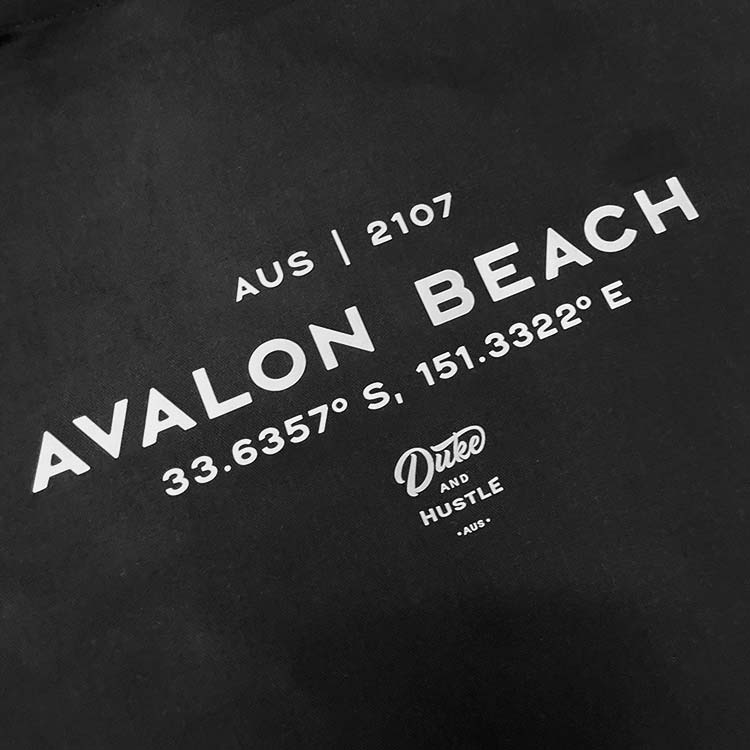 AUS | 2107
AVALON BEACH
33.6357° S, 151.3322° E
Duke
AND
HUSTLE
•AUS•